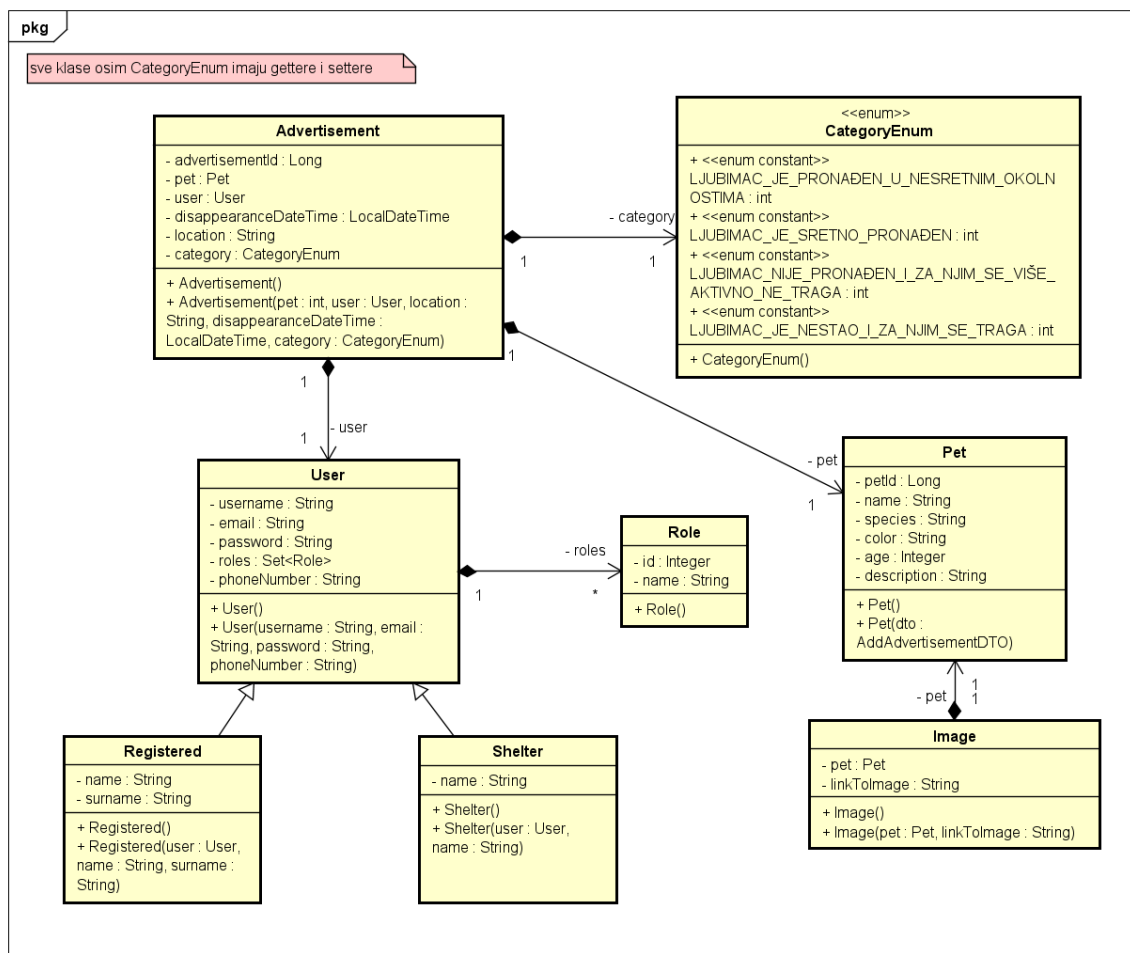 pkg
sve klase osim CategoryEnum imaju gettere i settere
Advertisement
- advertisementId : Long
- pet : Pet
- user : User
- disappearanceDateTime : LocalDateTime
- location : String
- category : CategoryEnum
+ Advertisement()
+ Advertisement(pet : int, user : User, location :
String, disappearanceDateTime :
LocalDateTime, category : CategoryEnum)
- category
1
1
<<enum>>
CategoryEnum
+ <<enum constant>>
LJUBIMAC_JE_PRONAĐEN_U_NESRETNIM_OKOLN
OSTIMA : int
+ <<enum constant>>
LJUBIMAC_JE_SRETNO_PRONAĐEN : int
+ <<enum constant>>
LJUBIMAC_NIJE_PRONAĐEN_I_ZA_NJIM_SE_VIŠE_
AKTIVNO_NE_TRAGA : int
+ <<enum constant>>
LJUBIMAC_JE_NESTAO_I_ZA_NJIM_SE_TRAGA : int
+ CategoryEnum()
1
1
- user
1
- pet
1
User
- username : String
- email : String
- password : String
- roles : Set<Role>
- phoneNumber : String
+ User()
+ User(username : String, email :
String, password : String,
phoneNumber : String)
- roles
1
*
Role
- id : Integer
- name : String
+ Role()
Pet
- petId : Long
- name : String
- species : String
- color : String
- age : Integer
- description : String
+ Pet()
+ Pet(dto :
AddAdvertisementDTO)
1
- pet
1
Registered
- name : String
- surname : String
+ Registered()
+ Registered(user : User,
name : String, surname :
String)
Shelter
- name : String
+ Shelter()
+ Shelter(user : User,
name : String)
Image
- pet : Pet
- linkToImage : String
+ Image()
+ Image(pet : Pet, linkToImage : String)